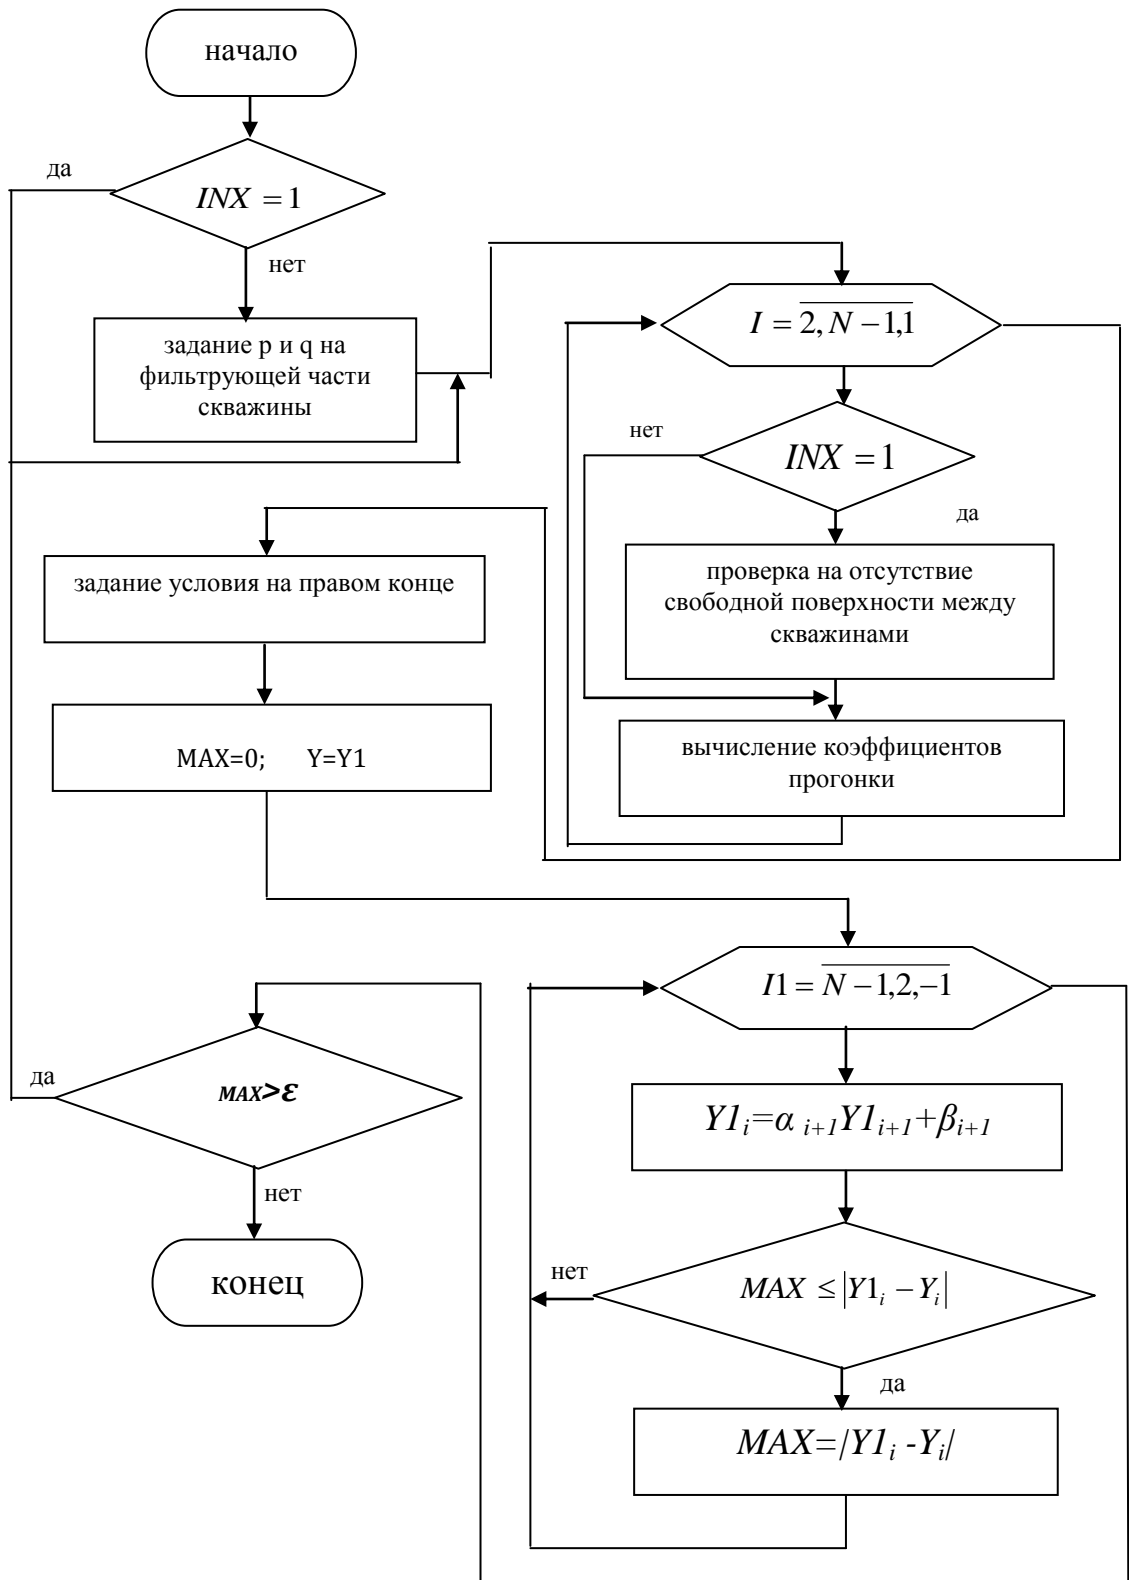 начало
да
INX = 1
нет
задание p и q на
фильтрующей части
скважины
I = 2, N − 1,1
нет
INX = 1
да
проверка на отсутствие
свободной поверхности между
скважинами
вычисление коэффициентов
прогонки
задание условия на правом конце
MAX=0; Y=Y1
I1 = N − 1,2,−1
Y1i=α i+1Y1i+1+βi+1
нет
MAX ≤ |Y1i − Yi|
да
MAX=/Y1i -Yi/
да
MAX>ε
нет
конец